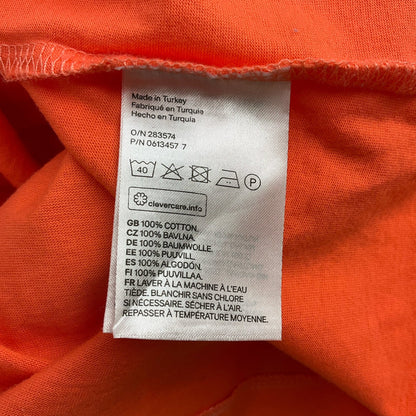 Made in Turkey
Fabriqué en Turquie
Hecho en Turquía
O/N 283574
P/N 0613457 7
40 P
clevercare.info
GB 100% COTTON.
CZ 100% BAVLNA.
DE 100% BAUMWOLLE.
EE 100% PUUVILL.
ES 100% ALGODÓN.
FI 100% PUUVILLAA.
FR LAVER À LA MACHINE À L'EAU
TIÈDE. BLANCHIR SANS CHLORE
SI NÉCESSAIRE. SÉCHER À L'AIR.
REPASSER À TEMPÉRATURE MOYENNE.